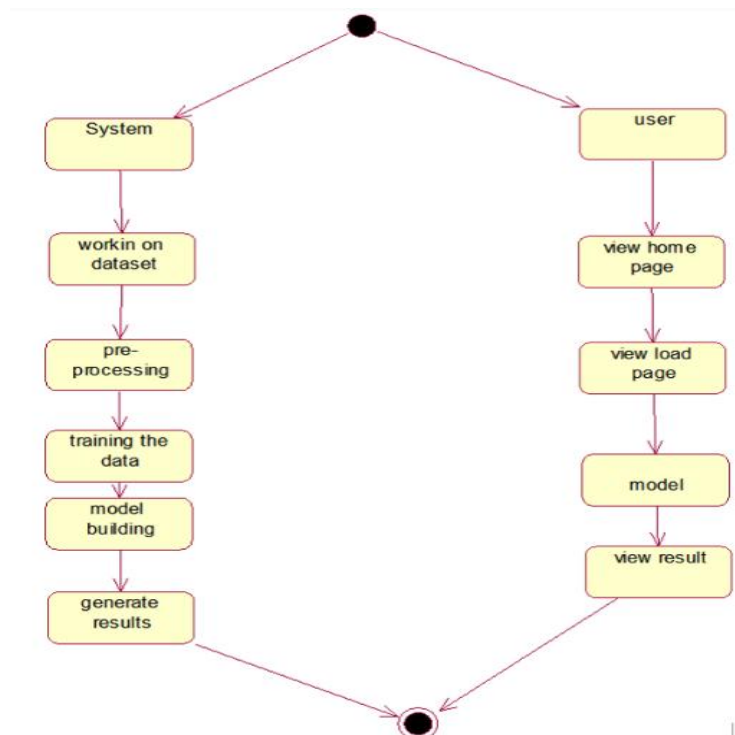 System
workin on
dataset
pre-
processing
training the
data
model
building
generate
results
user
view home
page
view load
page
model
view result